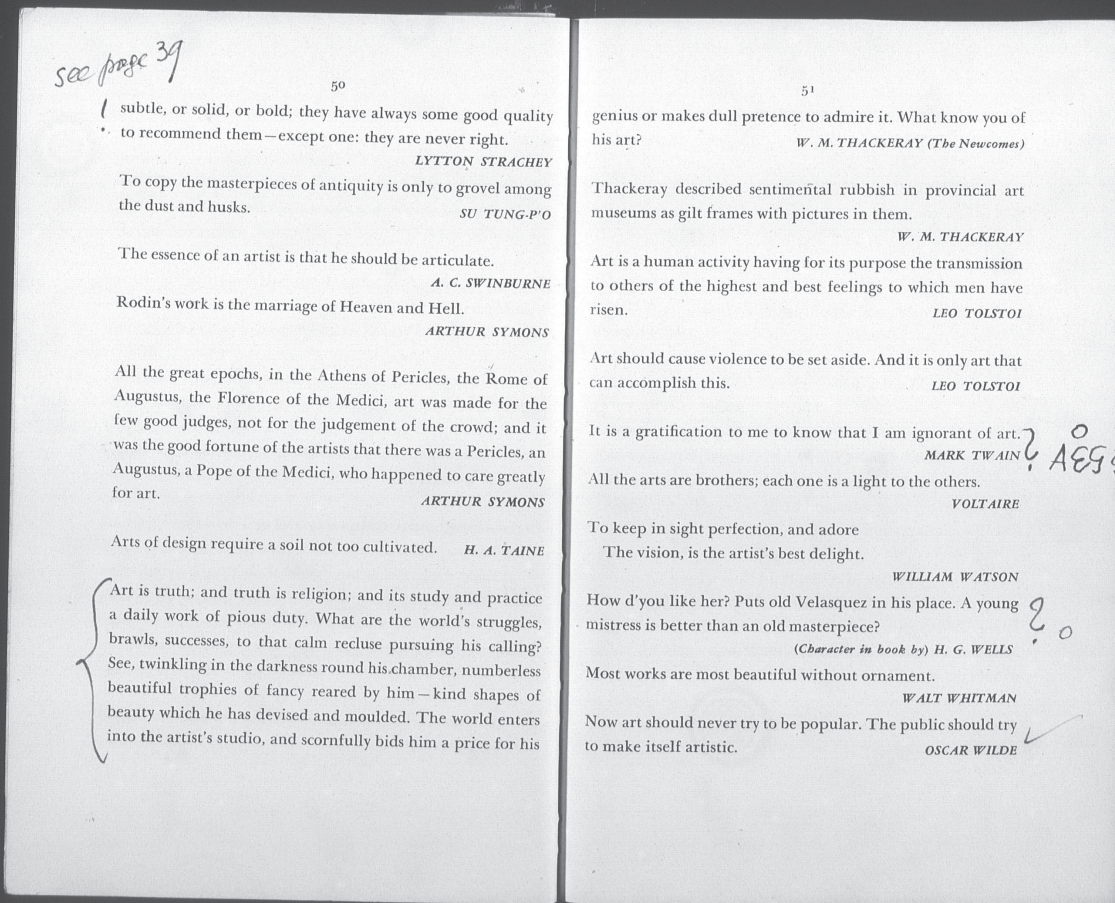 see page 39
50
subtle, or solid, or bold; they have always some good quality
to recommend them—except one: they are never right.
LYTTON STRACHEY
To copy the masterpieces of antiquity is only to grovel among
the dust and husks. SU TUNG-P'O
The essence of an artist is that he should be articulate.
A. C. SWINBURNE
Rodin's work is the marriage of Heaven and Hell.
ARTHUR SYMONS
All the great epochs, in the Athens of Pericles, the Rome of
Augustus, the Florence of the Medici, art was made for the
few good judges, not for the judgement of the crowd; and it
was the good fortune of the artists that there was a Pericles, an
Augustus, a Pope of the Medici, who happened to care greatly
for art. ARTHUR SYMONS
Arts of design require a soil not too cultivated. H. A. TAINE
Art is truth; and truth is religion; and its study and practice
a daily work of pious duty. What are the world's struggles,
brawls, successes, to that calm recluse pursuing his calling?
See, twinkling in the darkness round his chamber, numberless
beautiful trophies of fancy reared by him—kind shapes of
beauty which he has devised and moulded. The world enters
into the artist's studio, and scornfully bids him a price for his
51
genius or makes dull pretence to admire it. What know you of
his art? W. M. THACKERAY (The Newcomes)
Thackeray described sentimental rubbish in provincial art
museums as gilt frames with pictures in them.
W. M. THACKERAY
Art is a human activity having for its purpose the transmission
to others of the highest and best feelings to which men have
risen. LEO TOLSTOI
Art should cause violence to be set aside. And it is only art that
can accomplish this. LEO TOLSTOI
It is a gratification to me to know that I am ignorant of art. ?
MARK TWAIN
All the arts are brothers; each one is a light to the others.
VOLTAIRE
To keep in sight perfection, and adore
The vision, is the artist's best delight.
WILLIAM WATSON
How d'you like her? Puts old Velasquez in his place. A young ?
mistress is better than an old masterpiece?
(Character in book by) H. G. WELLS
Most works are most beautiful without ornament.
WALT WHITMAN
Now art should never try to be popular. The public should try
to make itself artistic. OSCAR WILDE